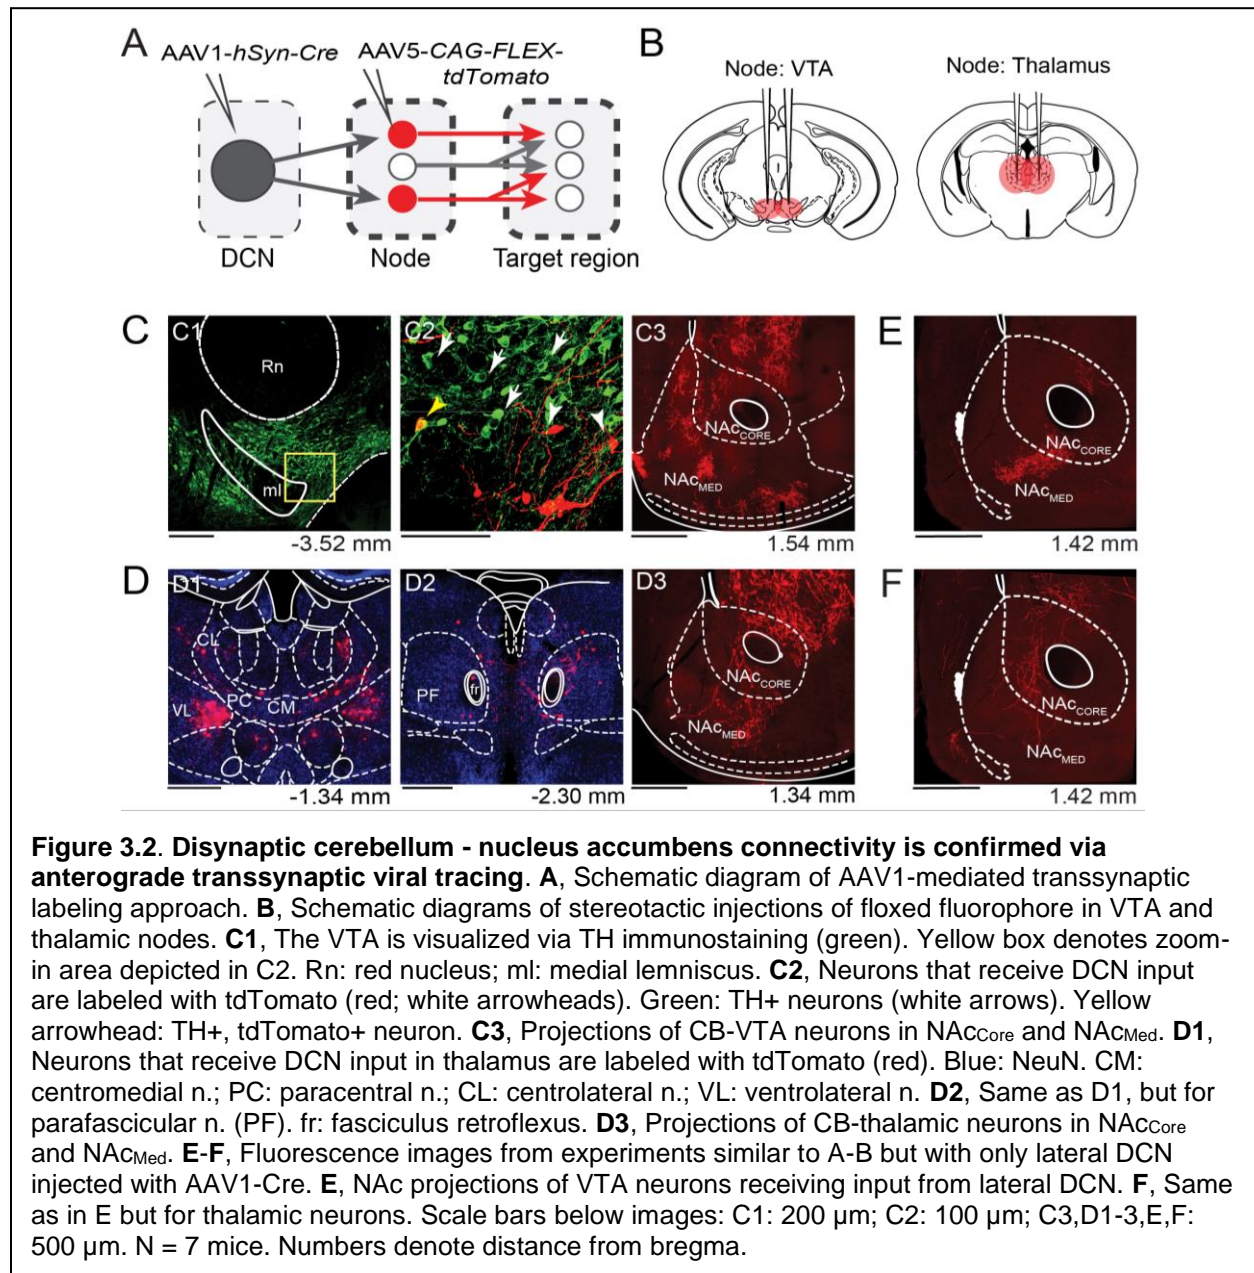 A
AAV1-hSyn-Cre
AAV5-CAG-FLEX-
tdTomato
DCN
Node
Target region
B
Node: VTA
Node: Thalamus
C
C1
Rn
ml
-3.52 mm
C2
C3
NAcCORE
NAcMED
1.54 mm
E
NAcCORE
NAcMED
1.42 mm
D
D1
CL
VL
PC
CM
-1.34 mm
D2
PF
fr
-2.30 mm
D3
NAcCORE
NAcMED
1.34 mm
F
NAcCORE
NAcMED
1.42 mm
Figure 3.2. Disynaptic cerebellum - nucleus accumbens connectivity is confirmed via
anterograde transsynaptic viral tracing. A, Schematic diagram of AAV1-mediated transsynaptic
labeling approach. B, Schematic diagrams of stereotactic injections of floxed fluorophore in VTA and
thalamic nodes. C1, The VTA is visualized via TH immunostaining (green). Yellow box denotes zoom-
in area depicted in C2. Rn: red nucleus; ml: medial lemniscus. C2, Neurons that receive DCN input
are labeled with tdTomato (red; white arrowheads). Green: TH+ neurons (white arrows). Yellow
arrowhead: TH+, tdTomato+ neuron. C3, Projections of CB-VTA neurons in NAcCore and NAcMed. D1,
Neurons that receive DCN input in thalamus are labeled with tdTomato (red). Blue: NeuN. CM:
centromedial n.; PC: paracentral n.; CL: centrolateral n.; VL: ventrolateral n. D2, Same as D1, but for
parafascicular n. (PF). fr: fasciculus retroflexus. D3, Projections of CB-thalamic neurons in NAcCore
and NAcMed. E-F, Fluorescence images from experiments similar to A-B but with only lateral DCN
injected with AAV1-Cre. E, NAc projections of VTA neurons receiving input from lateral DCN. F, Same
as in E but for thalamic neurons. Scale bars below images: C1: 200 µm; C2: 100 µm; C3,D1-3,E,F:
500 µm. N = 7 mice. Numbers denote distance from bregma.